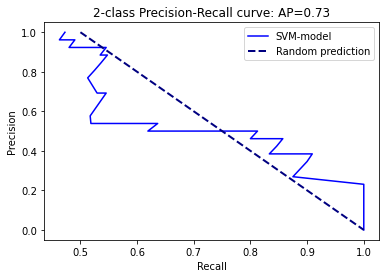 2-class Precision-Recall curve: AP=0.73
SVM-model
Random prediction
Precision
1.0
0.8
0.6
0.4
0.2
0.0
0.5
0.6
0.7
0.8
0.9
1.0
Recall